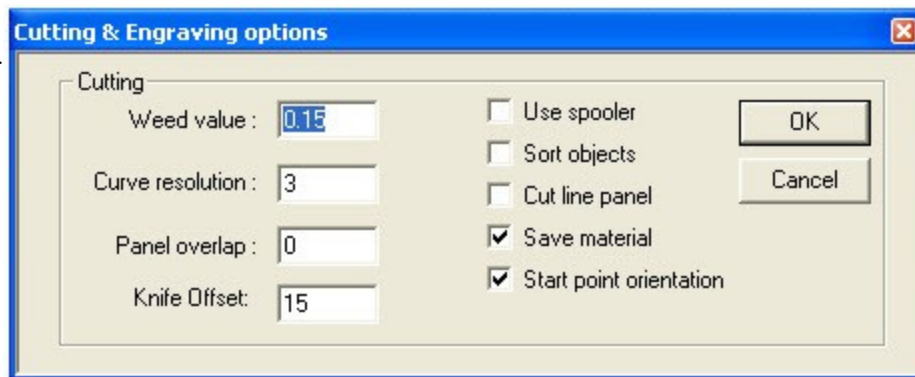 Cutting & Engraving options
Cutting
Weed value : 0.15
Curve resolution : 3
Panel overlap : 0
Knife Offset: 15
Use spooler
Sort objects
Cut line panel
Save material
Start point orientation
OK
Cancel